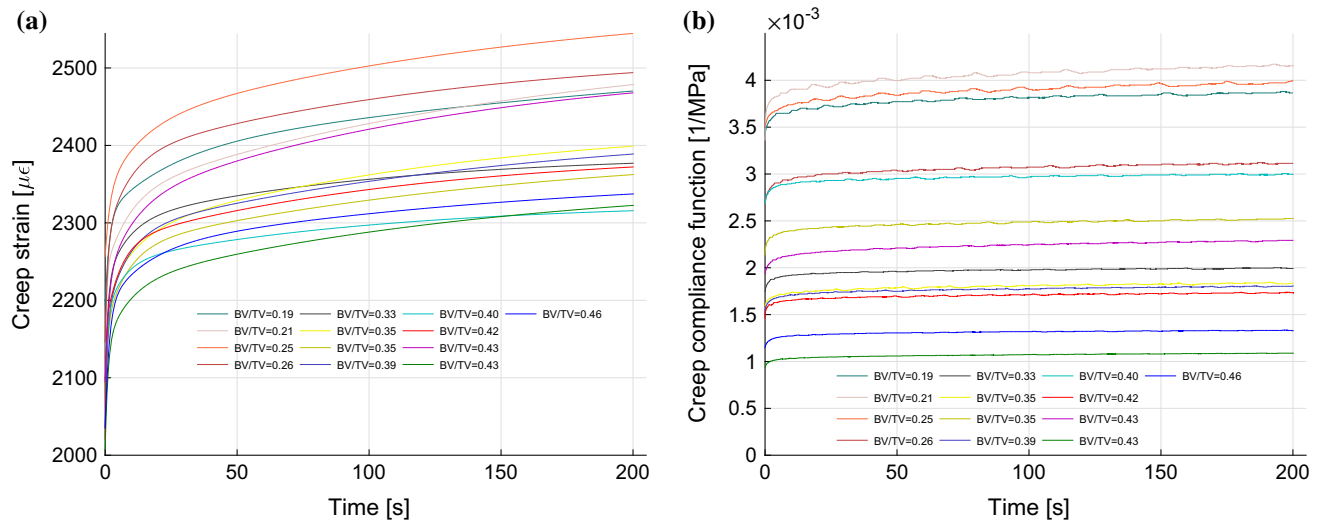 (a)
Creep strain [µϵ]
2500
2400
2300
2200
2100
2000
BV/TV=0.19 BV/TV=0.33 BV/TV=0.40 BV/TV=0.46
BV/TV=0.21 BV/TV=0.35 BV/TV=0.42
BV/TV=0.25 BV/TV=0.35 BV/TV=0.43
BV/TV=0.26 BV/TV=0.39 BV/TV=0.43
0 50 100 150 200
Time [s]
(b)
×10⁻³
Creep compliance function [1/MPa]
4
3.5
3
2.5
2
1.5
1
0.5
0
BV/TV=0.19 BV/TV=0.33 BV/TV=0.40 BV/TV=0.46
BV/TV=0.21 BV/TV=0.35 BV/TV=0.42
BV/TV=0.25 BV/TV=0.35 BV/TV=0.43
BV/TV=0.26 BV/TV=0.39 BV/TV=0.43
0 50 100 150 200
Time [s]